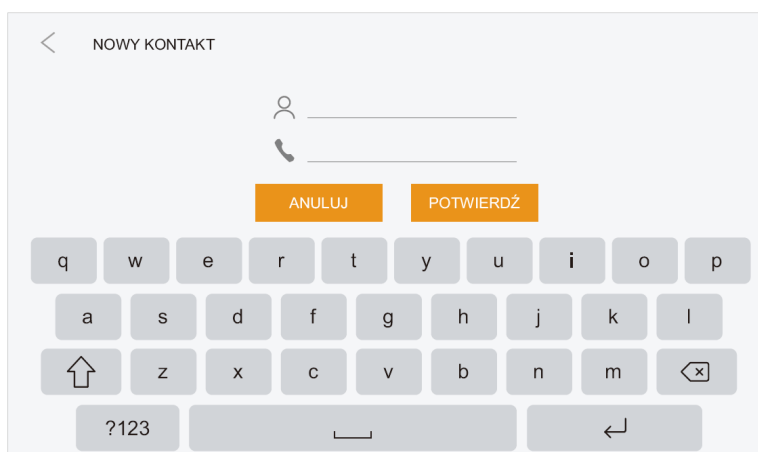 NOWY KONTAKT
ANULUJ POTWIERDŹ
q w e r t y u i o p
a s d f g h j k l
z x c v b n m
?123